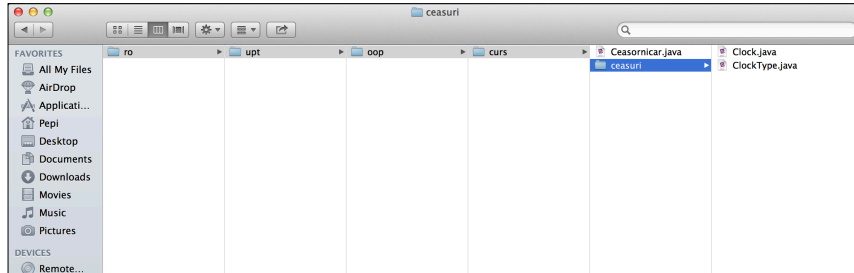 ceasuri
FAVORITES
All My Files
AirDrop
Applicati...
Pepi
Desktop
Documents
Downloads
Movies
Music
Pictures
DEVICES
Remote...
ro
upt
oop
curs
Ceasornicar.java
ceasuri
Clock.java
ClockType.java